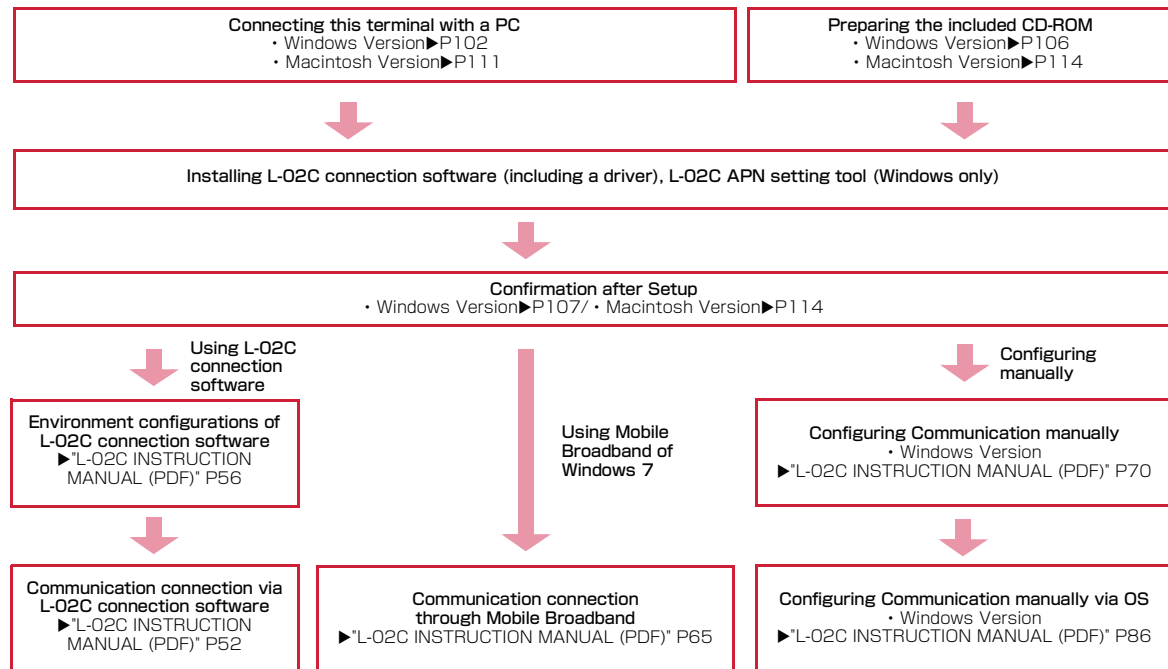 Connecting this terminal with a PC
・Windows Version▶P102
・Macintosh Version▶P111
Preparing the included CD-ROM
・Windows Version▶P106
・Macintosh Version▶P114
Installing L-02C connection software (including a driver), L-02C APN setting tool (Windows only)
Confirmation after Setup
・Windows Version▶P107/・Macintosh Version▶P114
Using L-02C
connection
software
Configuring
manually
Environment configurations of
L-02C connection software
▶"L-02C INSTRUCTION
MANUAL (PDF)" P56
Using Mobile
Broadband of
Windows 7
Configuring Communication manually
・Windows Version
▶"L-02C INSTRUCTION MANUAL (PDF)" P70
Communication connection via
L-02C connection software
▶"L-02C INSTRUCTION
MANUAL (PDF)" P52
Communication connection
through Mobile Broadband
▶"L-02C INSTRUCTION MANUAL (PDF)" P65
Configuring Communication manually via OS
・Windows Version
▶"L-02C INSTRUCTION MANUAL (PDF)" P86